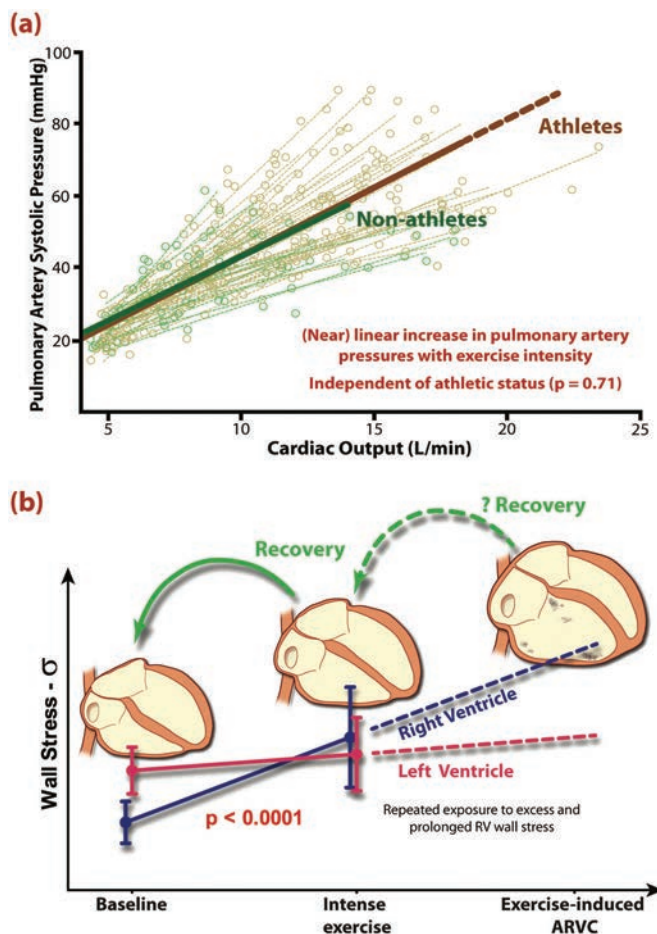 (a)
Pulmonary Artery Systolic Pressure (mmHg)
100
80
60
40
20
Athletes
Non-athletes
(Near) linear increase in pulmonary artery
pressures with exercise intensity
Independent of athletic status (p = 0.71)
5
10
15
20
25
Cardiac Output (L/min)
(b)
? Recovery
Recovery
Wall Stress - σ
Right Ventricle
Left Ventricle
p < 0.0001
Repeated exposure to excess and
prolonged RV wall stress
Baseline
Intense
exercise
Exercise-induced
ARVC